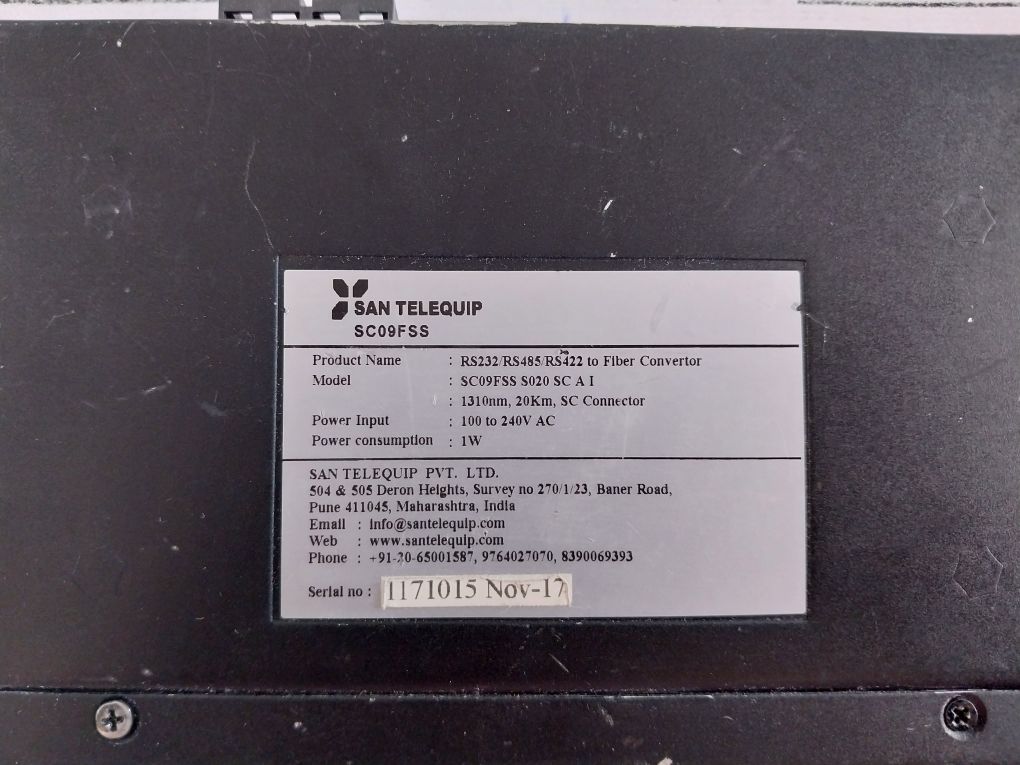 SAN TELEQUIP
SC09FSS
Product Name : RS232/RS485/RS422 to Fiber Convertor
Model : SC09FSS S020 SC A I
: 1310nm, 20Km, SC Connector
Power Input : 100 to 240V AC
Power consumption : 1W
SAN TELEQUIP PVT. LTD.
504 & 505 Deron Heights, Survey no 270/1/23, Baner Road,
Pune 411045, Maharashtra, India
Email : info@santelequip.com
Web : www.santelequip.com
Phone : +91-20-65001587, 9764027070, 8390069393
Serial no : 1171015 Nov-17